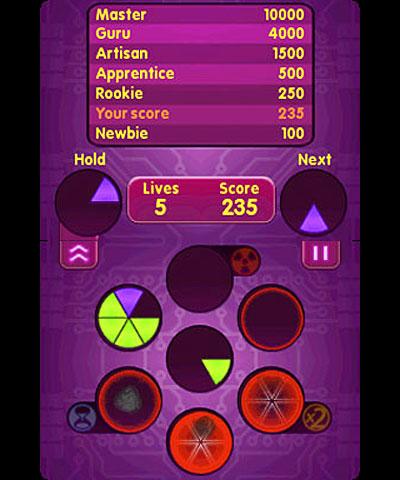 Master 10000
Guru 4000
Artisan 1500
Apprentice 500
Rookie 250
Your score 235
Newbie 100
Hold
Next
Lives Score
5 235
×2